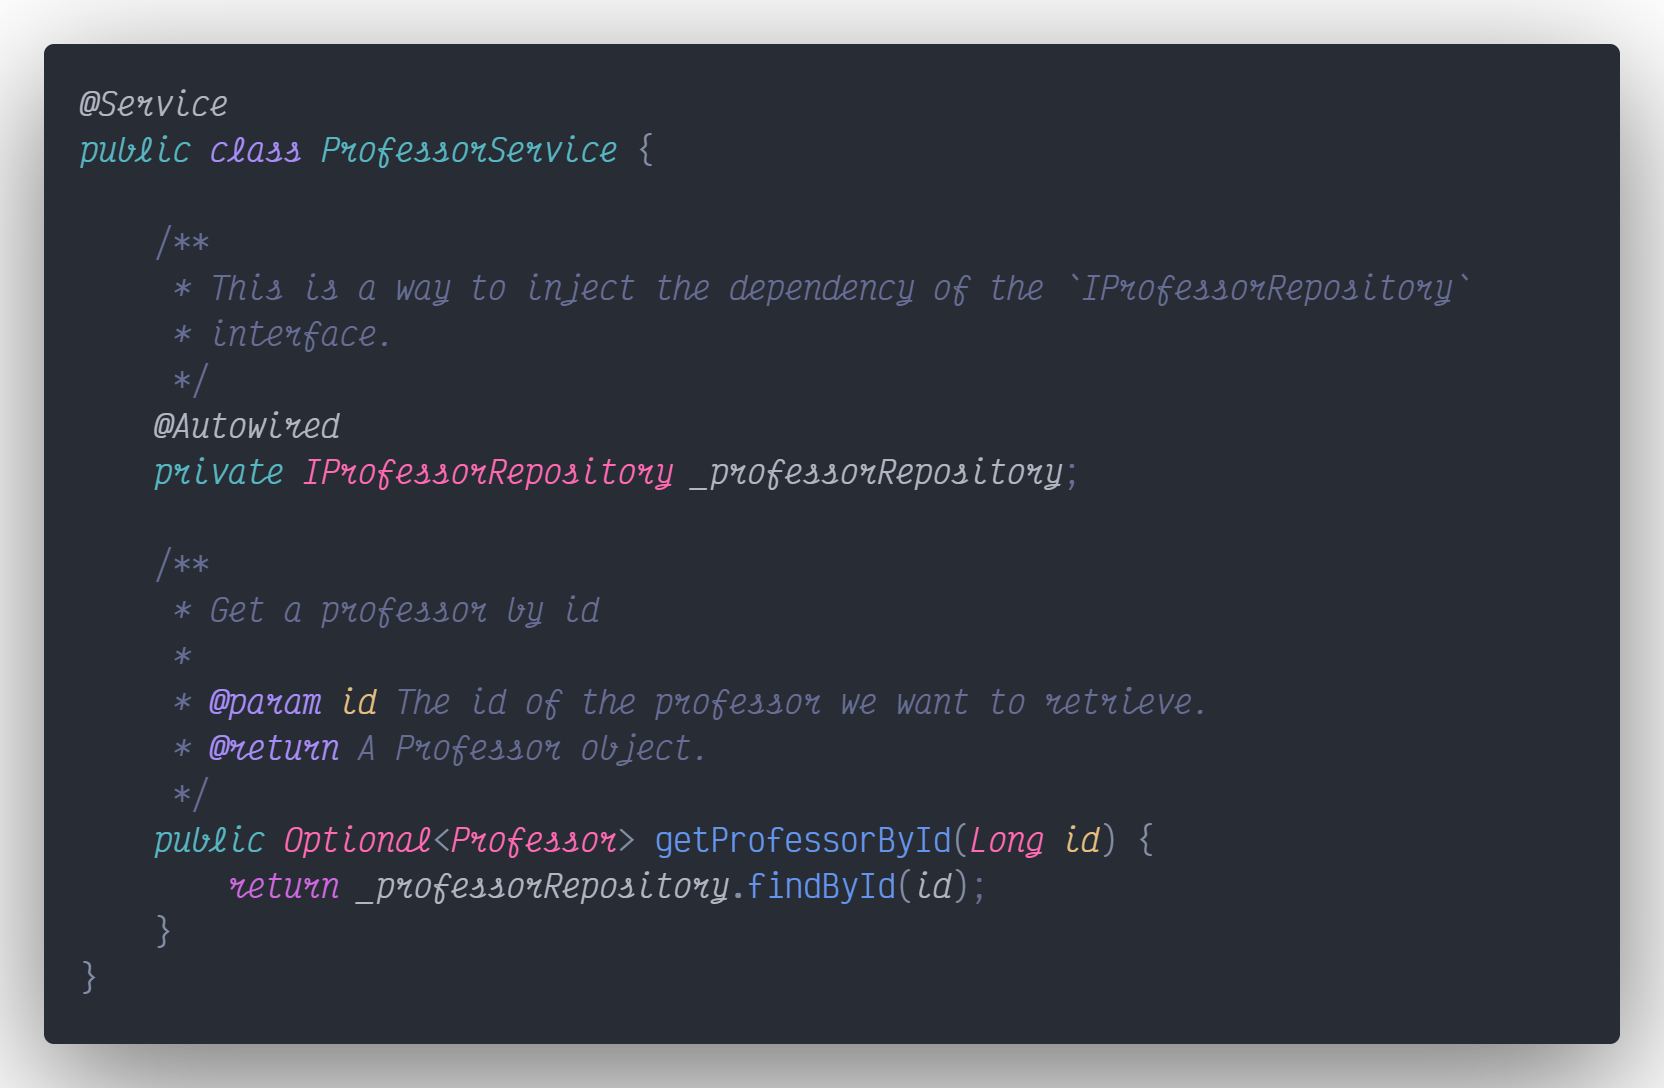 @Service
public class ProfessorService {
/**
* This is a way to inject the dependency of the `IProfessorRepository`
* interface.
*/
@Autowired
private IProfessorRepository _professorRepository;
/**
* Get a professor by id
*
* @param id The id of the professor we want to retrieve.
* @return A Professor object.
*/
public Optional<Professor> getProfessorById(Long id) {
return _professorRepository.findById(id);
}
}